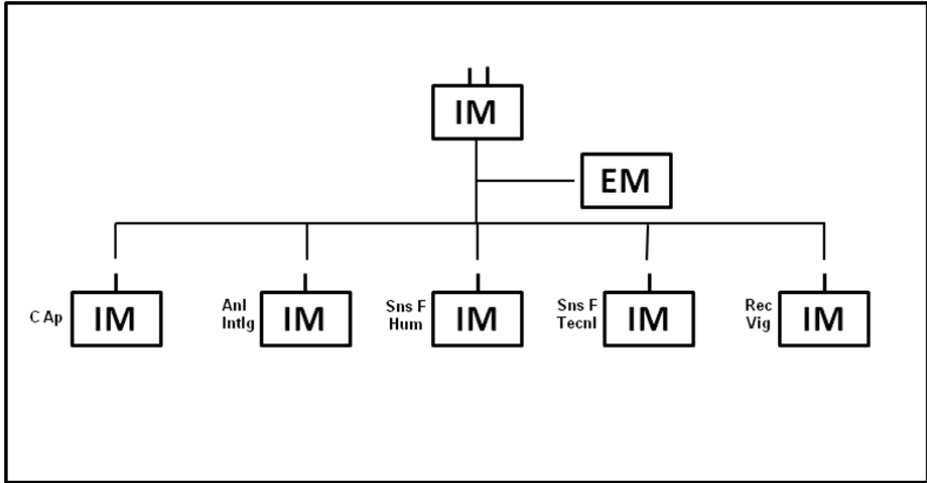 IM
EM
C Ap
IM
Anl
Intlg
IM
Sns F
Hum
IM
Sns F
Tecnl
IM
Rec
Vig
IM